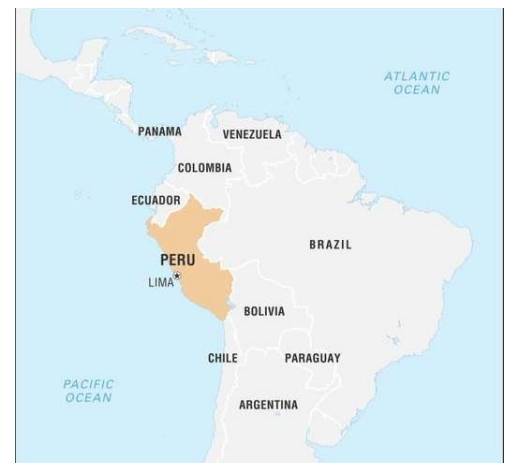 ATLANTIC
OCEAN
PANAMA
VENEZUELA
COLOMBIA
ECUADOR
BRAZIL
PERU
LIMA
BOLIVIA
CHILE
PARAGUAY
PACIFIC
OCEAN
ARGENTINA